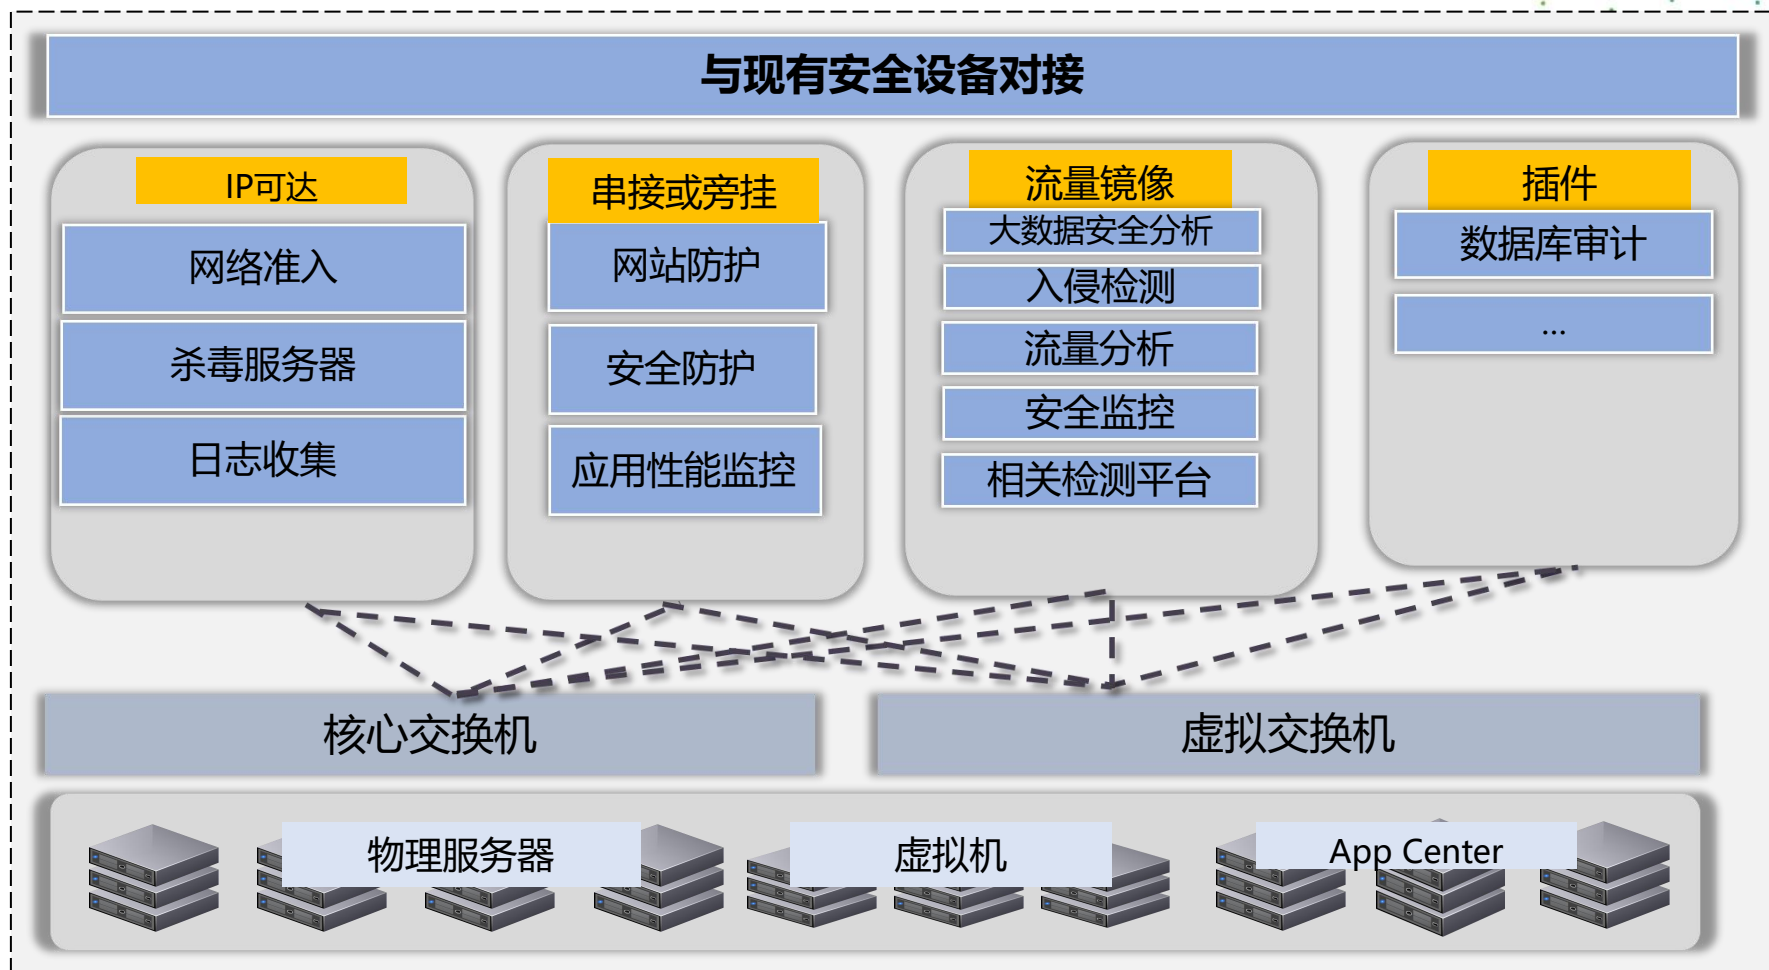 与现有安全设备对接
IP可达
网络准入
杀毒服务器
日志收集
串接或旁挂
网站防护
安全防护
应用性能监控
流量镜像
大数据安全分析
入侵检测
流量分析
安全监控
相关检测平台
插件
数据库审计
...
核心交换机
虚拟交换机
物理服务器
虚拟机
App Center